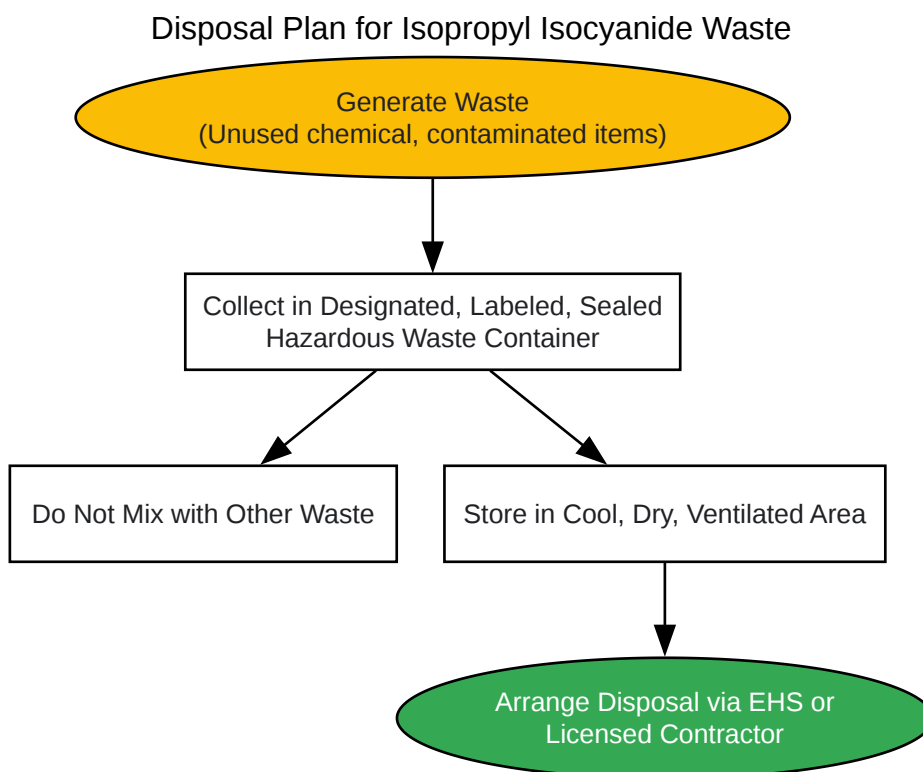 Disposal Plan for Isopropyl Isocyanide Waste
Generate Waste
(Unused chemical, contaminated items)
Collect in Designated, Labeled, Sealed
Hazardous Waste Container
Do Not Mix with Other Waste
Store in Cool, Dry, Ventilated Area
Arrange Disposal via EHS or
Licensed Contractor